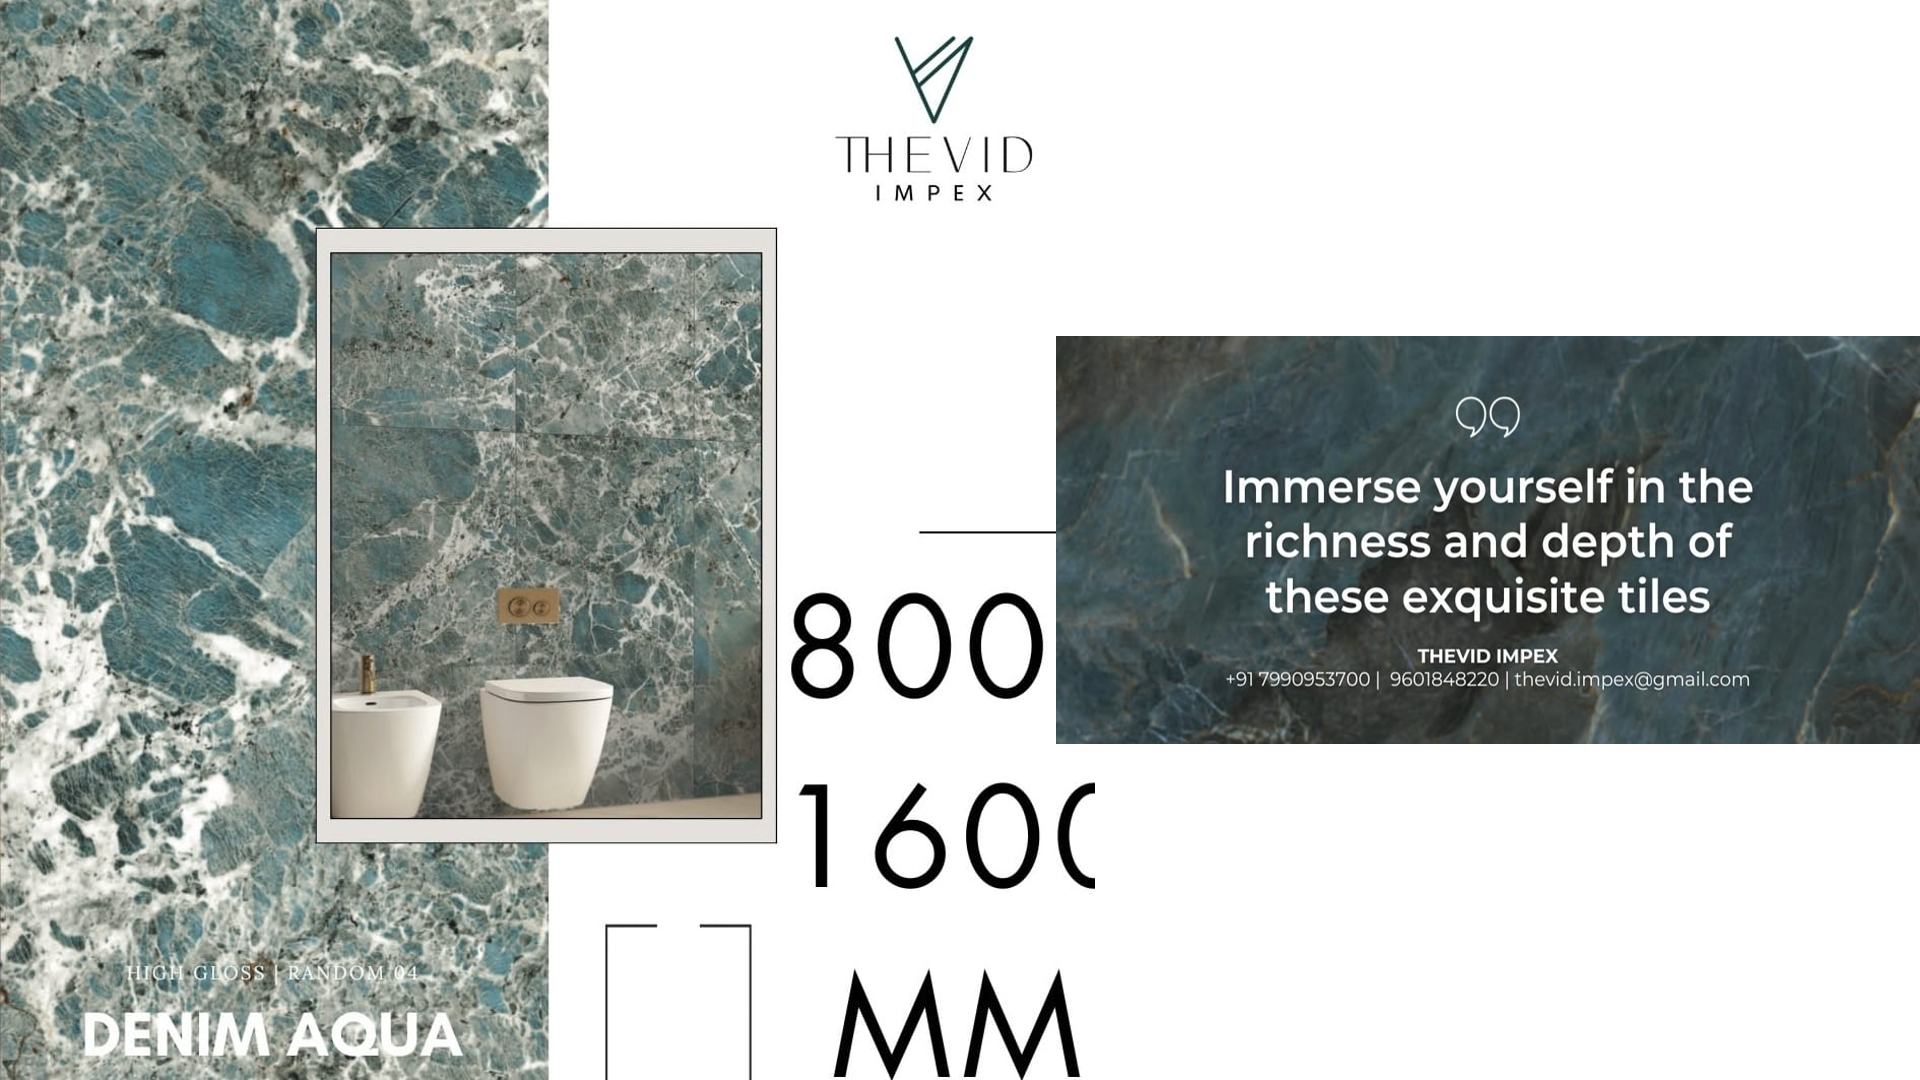 THEVID
IMPEX
800
1600
MM
HIGH GLOSS | RANDOM 04
DENIM AQUA
Immerse yourself in the
richness and depth of
these exquisite tiles
THEVID IMPEX
+91 7990953700 | 9601848220 | thevid.impex@gmail.com